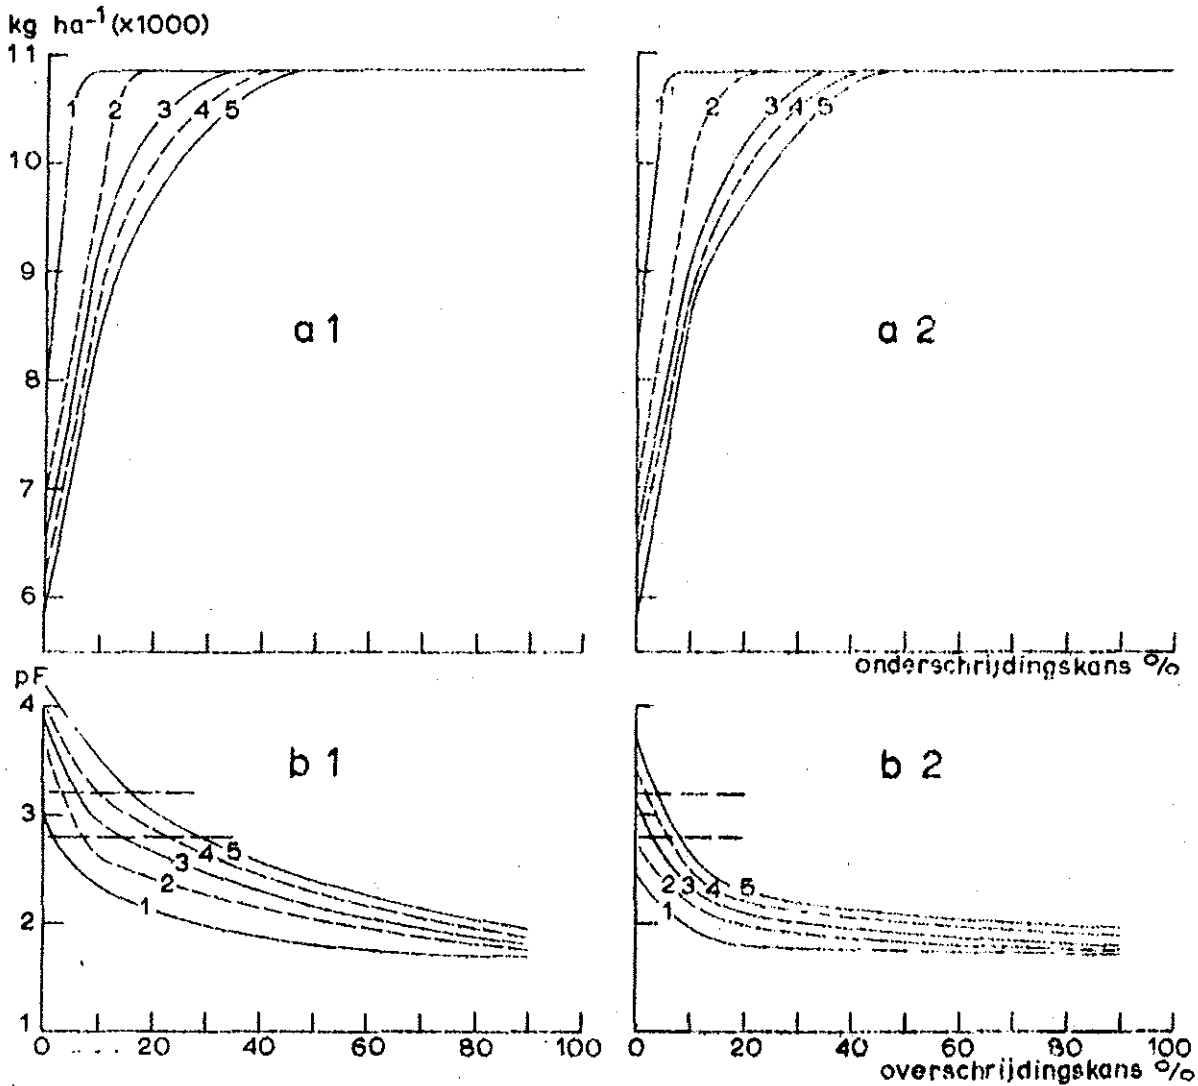 kg ha⁻¹ (x1000)
11
10
9
8
7
6
1 2 3 4 5
a 1
1 2 3 4 5
a 2
onderschrijdingskans %
pF
4
3
2
1
b 1
1 2 3 4 5
b 2
1 2 3 4 5
0 20 40 60 80 100
0 20 40 60 80 100
overschrijdingskans %